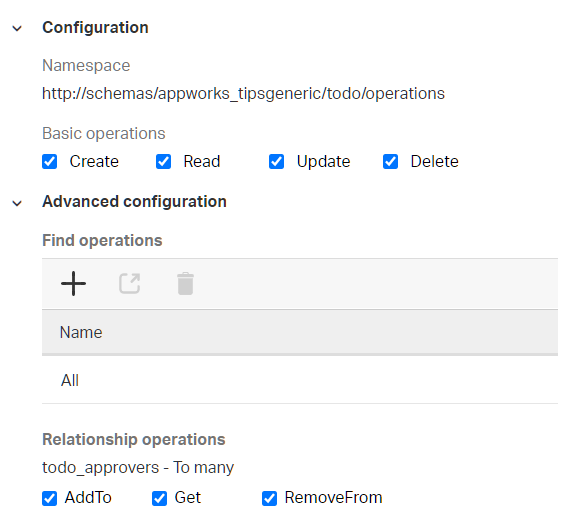 Configuration
Namespace
http://schemas/appworks_tipsgeneric/todo/operations
Basic operations
Create Read Update Delete
Advanced configuration
Find operations
Name
All
Relationship operations
todo_approvers - To many
AddTo Get RemoveFrom